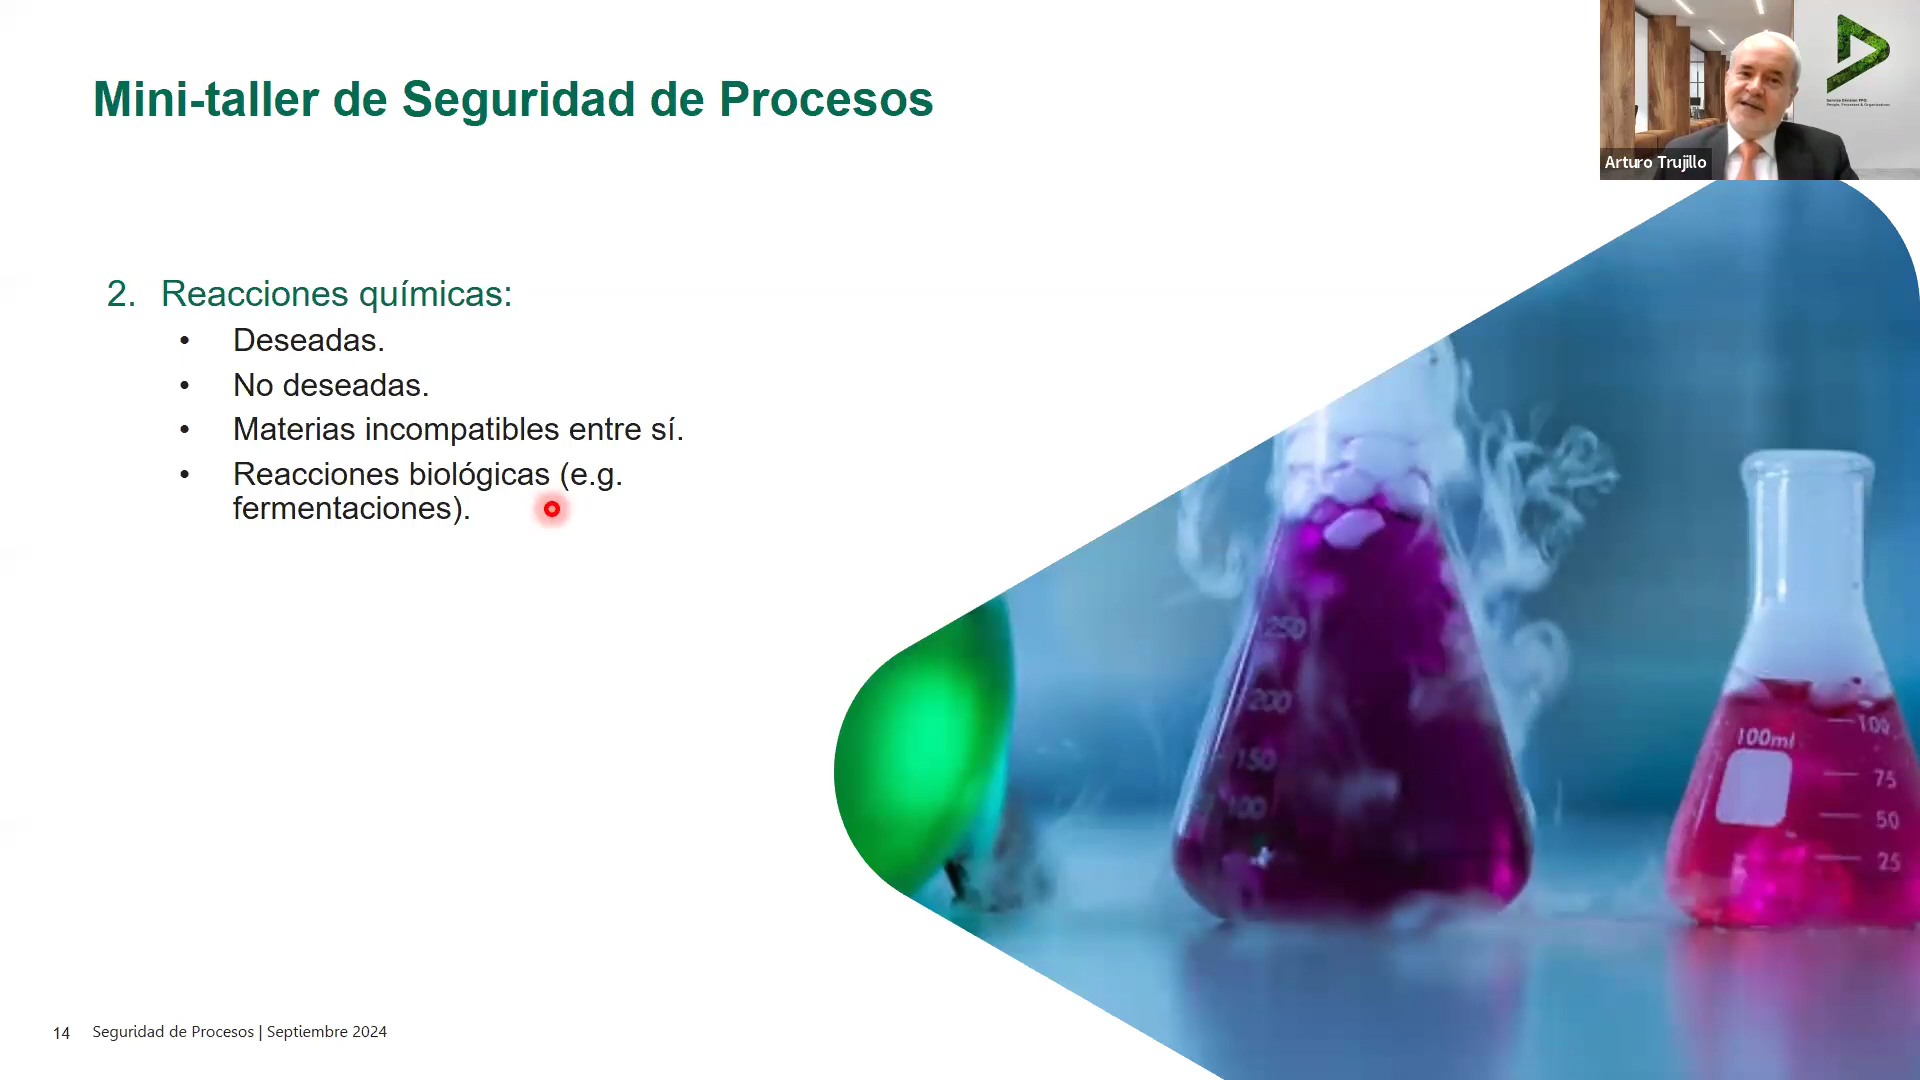 Mini-taller de Seguridad de Procesos
Arturo Trujillo
2. Reacciones químicas:
• Deseadas.
• No deseadas.
• Materias incompatibles entre sí.
• Reacciones biológicas (e.g.
fermentaciones).
250
200
150
100
100ml
100
75
50
25
14 Seguridad de Procesos | Septiembre 2024